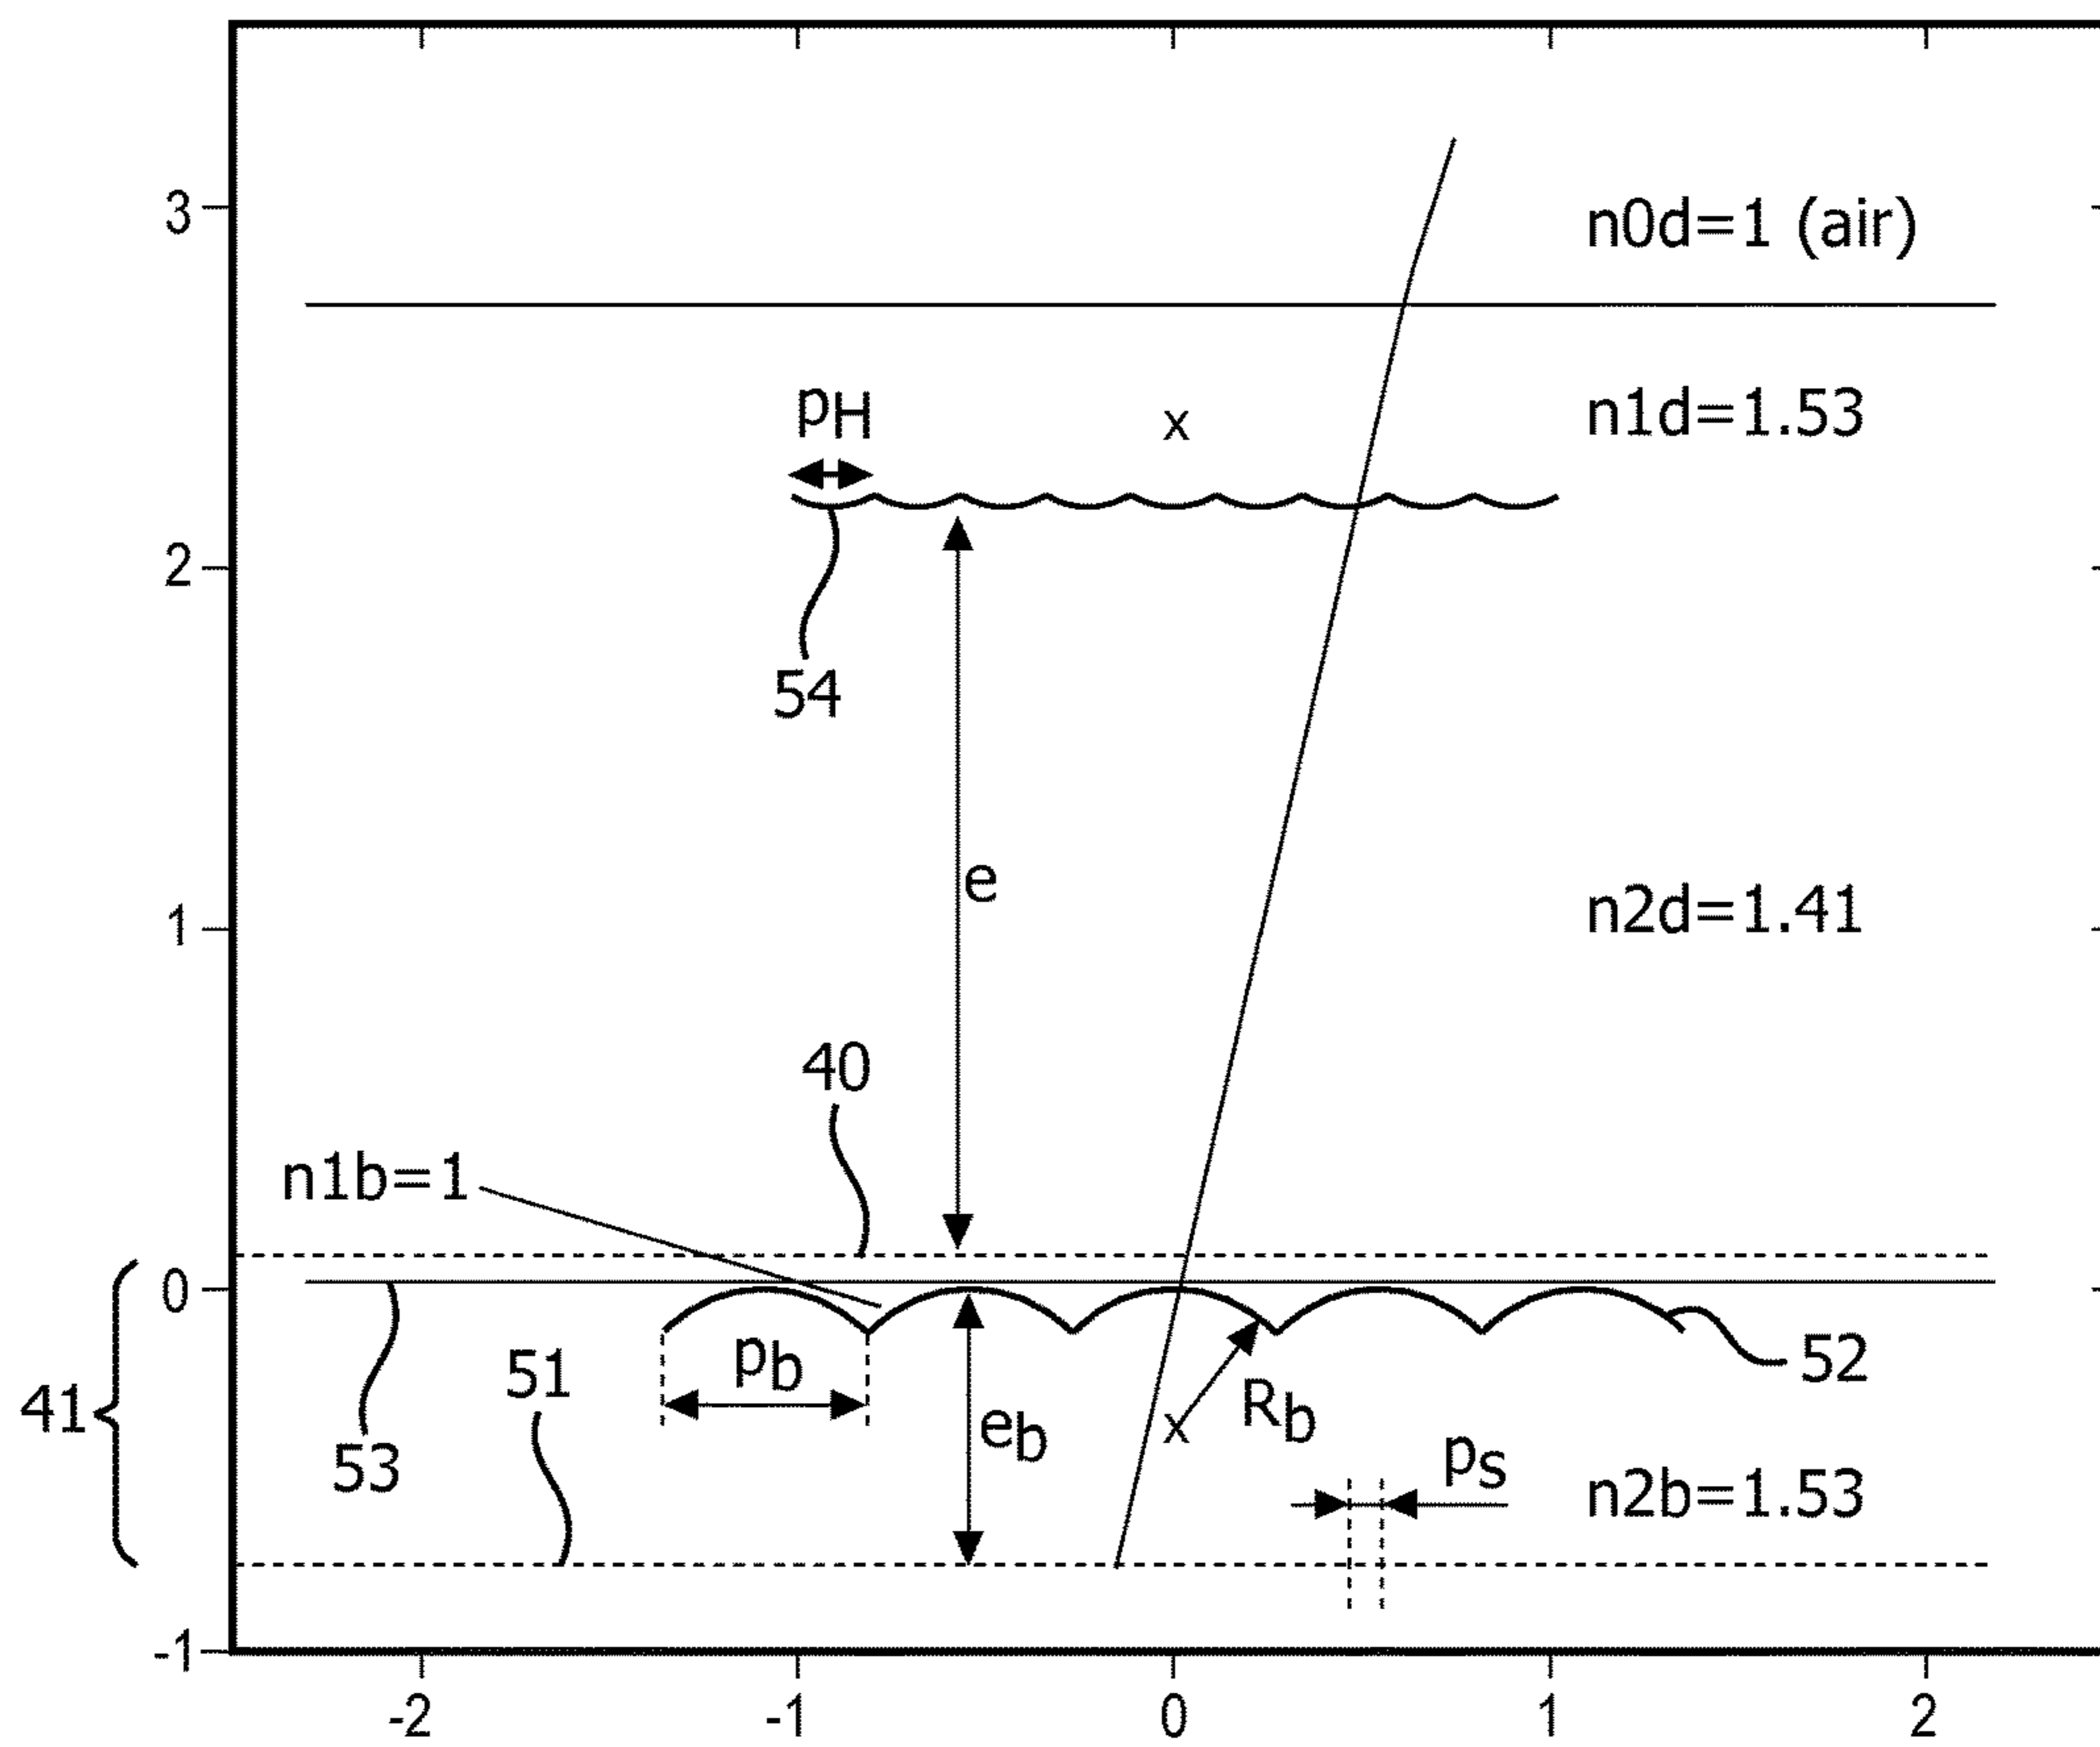 3
n0d=1 (air)
pH
x
n1d=1.53
2
54
e
1
n2d=1.41
40
n1b=1
0
41
51
pb
52
53
eb
x
Rb
ps
n2b=1.53
-1
-2
-1
0
1
2